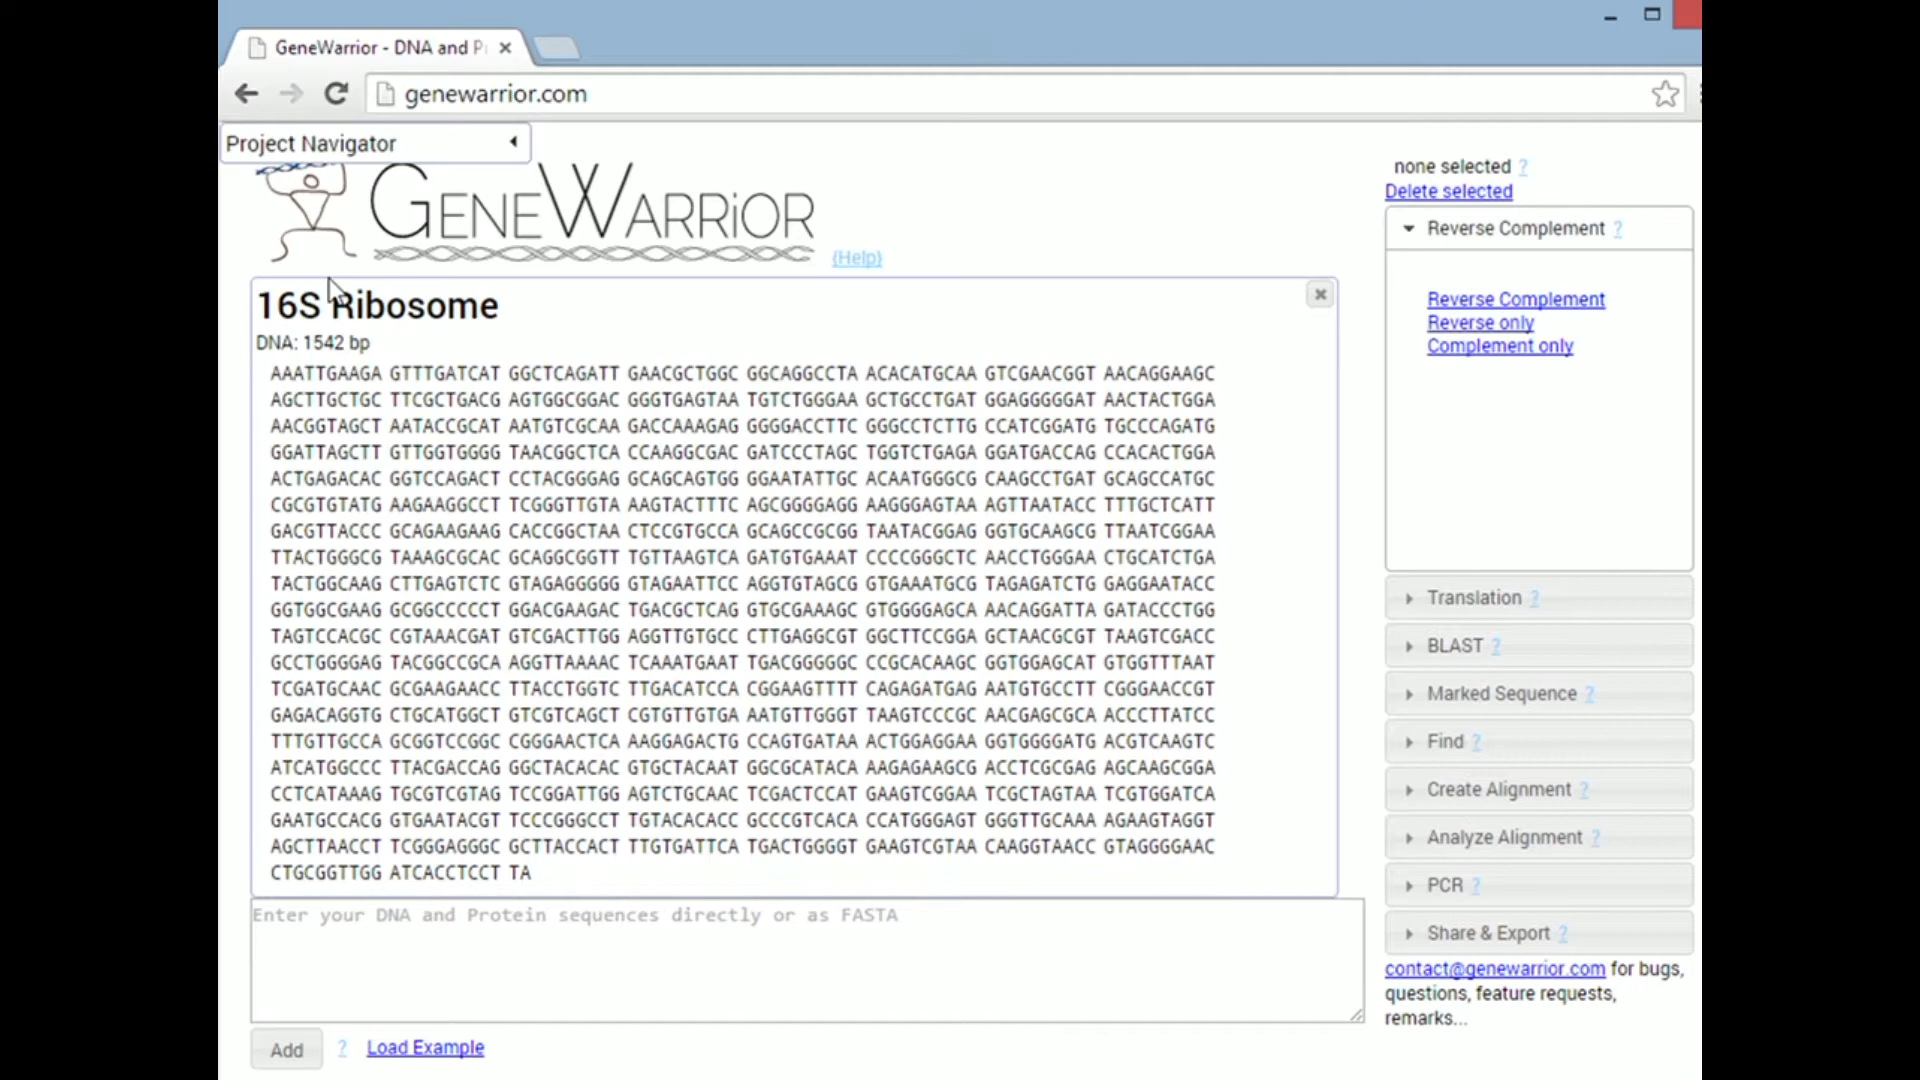 GeneWarrior - DNA and P
genewarrior.com
Project Navigator
GENEWARRiOR
{Help}
none selected ?
Delete selected
Reverse Complement ?
Reverse Complement
Reverse only
Complement only
16S Ribosome
DNA: 1542 bp
AAATTGAAGA GTTTGATCAT GGCTCAGATT GAACGCTGGC GGCAGGCCTA ACACATGCAA GTCGAACGGT AACAGGAAGC
AGCTTGCTGC TTCGCTGACG AGTGGCGGAC GGGTGAGTAA TGTCTGGGAA GCTGCCTGAT GGAGGGGGAT AACTACTGGA
AACGGTAGCT AATACCGCAT AATGTCGCAA GACCAAAGAG GGGGACCTTC GGGCCTCTTG CCATCGGATG TGCCCAGATG
GGATTAGCTT GTTGGTGGGG TAACGGCTCA CCAAGGCGAC GATCCCTAGC TGGTCTGAGA GGATGACCAG CCACACTGGA
ACTGAGACAC GGTCCAGACT CCTACGGGAG GCAGCAGTGG GGAATATTGC ACAATGGGCG CAAGCCTGAT GCAGCCATGC
CGCGTGTATG AAGAAGGCCT TCGGGTTGTA AAGTACTTTC AGCGGGGAGG AAGGGAGTAA AGTTAATACC TTTGCTCATT
GACGTTACCC GCAGAAGAAG CACCGGCTAA CTCCGTGCCA GCAGCCGCGG TAATACGGAG GGTGCAAGCG TTAATCGGAA
TTACTGGGCG TAAAGCGCAC GCAGGCGGTT TGTTAAGTCA GATGTGAAAT CCCCGGGCTC AACCTGGGAA CTGCATCTGA
TACTGGCAAG CTTGAGTCTC GTAGAGGGGG GTAGAATTCC AGGTGTAGCG GTGAAATGCG TAGAGATCTG GAGGAATACC
GGTGGCGAAG GCGGCCCCCT GGACGAAGAC TGACGCTCAG GTGCGAAAGC GTGGGGAGCA AACAGGATTA GATACCCTGG
TAGTCCACGC CGTAAACGAT GTCGACTTGG AGGTTGTGCC CTTGAGGCGT GGCTTCCGGA GCTAACGCGT TAAGTCGACC
GCCTGGGGAG TACGGCCGCA AGGTTAAAAC TCAAATGAAT TGACGGGGGC CCGCACAAGC GGTGGAGCAT GTGGTTTAAT
TCGATGCAAC GCGAAGAACC TTACCTGGTC TTGACATCCA CGGAAGTTTT CAGAGATGAG AATGTGCCTT CGGGAACCGT
GAGACAGGTG CTGCATGGCT GTCGTCAGCT CGTGTTGTGA AATGTTGGGT TAAGTCCCGC AACGAGCGCA ACCCTTATCC
TTTGTTGCCA GCGGTCCGGC CGGGAACTCA AAGGAGACTG CCAGTGATAA ACTGGAGGAA GGTGGGGATG ACGTCAAGTC
ATCATGGCCC TTACGACCAG GGCTACACAC GTGCTACAAT GGCGCATACA AAGAGAAGCG ACCTCGCGAG AGCAAGCGGA
CCTCATAAAG TGCGTCGTAG TCCGGATTGG AGTCTGCAAC TCGACTCCAT GAAGTCGGAA TCGCTAGTAA TCGTGGATCA
GAATGCCACG GTGAATACGT TCCCGGGCCT TGTACACACC GCCCGTCACA CCATGGGAGT GGGTTGCAAA AGAAGTAGGT
AGCTTAACCT TCGGGAGGGC GCTTACCACT TTGTGATTCA TGACTGGGGT GAAGTCGTAA CAAGGTAACC GTAGGGGAAC
CTGCGGTTGG ATCACCTCCT TA
Translation ?
BLAST ?
Marked Sequence ?
Find ?
Create Alignment ?
Analyze Alignment ?
PCR ?
Share & Export ?
Enter your DNA and Protein sequences directly or as FASTA
contact@genewarrior.com for bugs,
questions, feature requests,
remarks...
Add ? Load Example